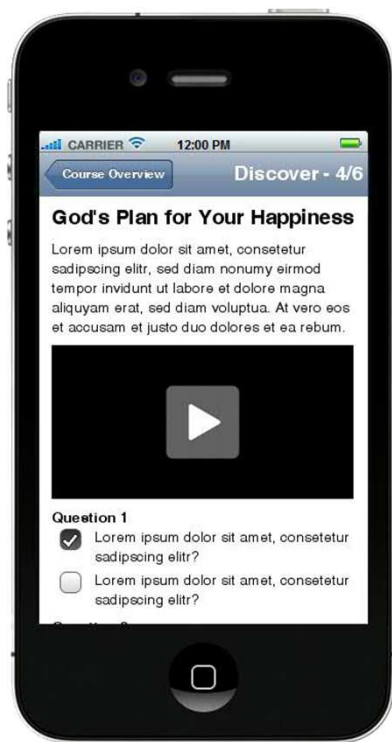 CARRIER 12:00 PM
Course Overview Discover - 4/6
God's Plan for Your Happiness
Lorem ipsum dolor sit amet, consetetur
sadipscing elitr, sed diam nonumy eirmod
tempor invidunt ut labore et dolore magna
aliquyam erat, sed diam voluptua. At vero eos
et accusam et justo duo dolores et ea rebum.
Question 1
Lorem ipsum dolor sit amet, consetetur
sadipscing elitr?
Lorem ipsum dolor sit amet, consetetur
sadipscing elitr?